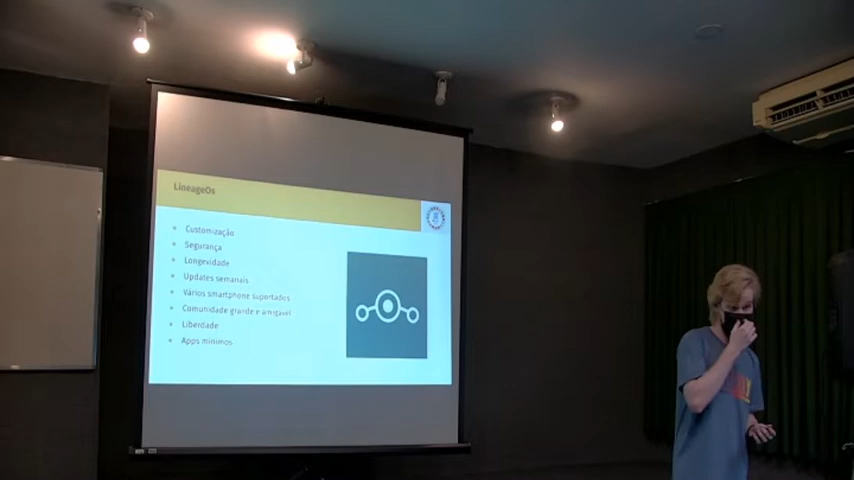 LineageOs
Customização
Segurança
Longevidade
Updates semanais
Vários smartphone suportados
Comunidade grande e amigável
Liberdade
Apps mínimos